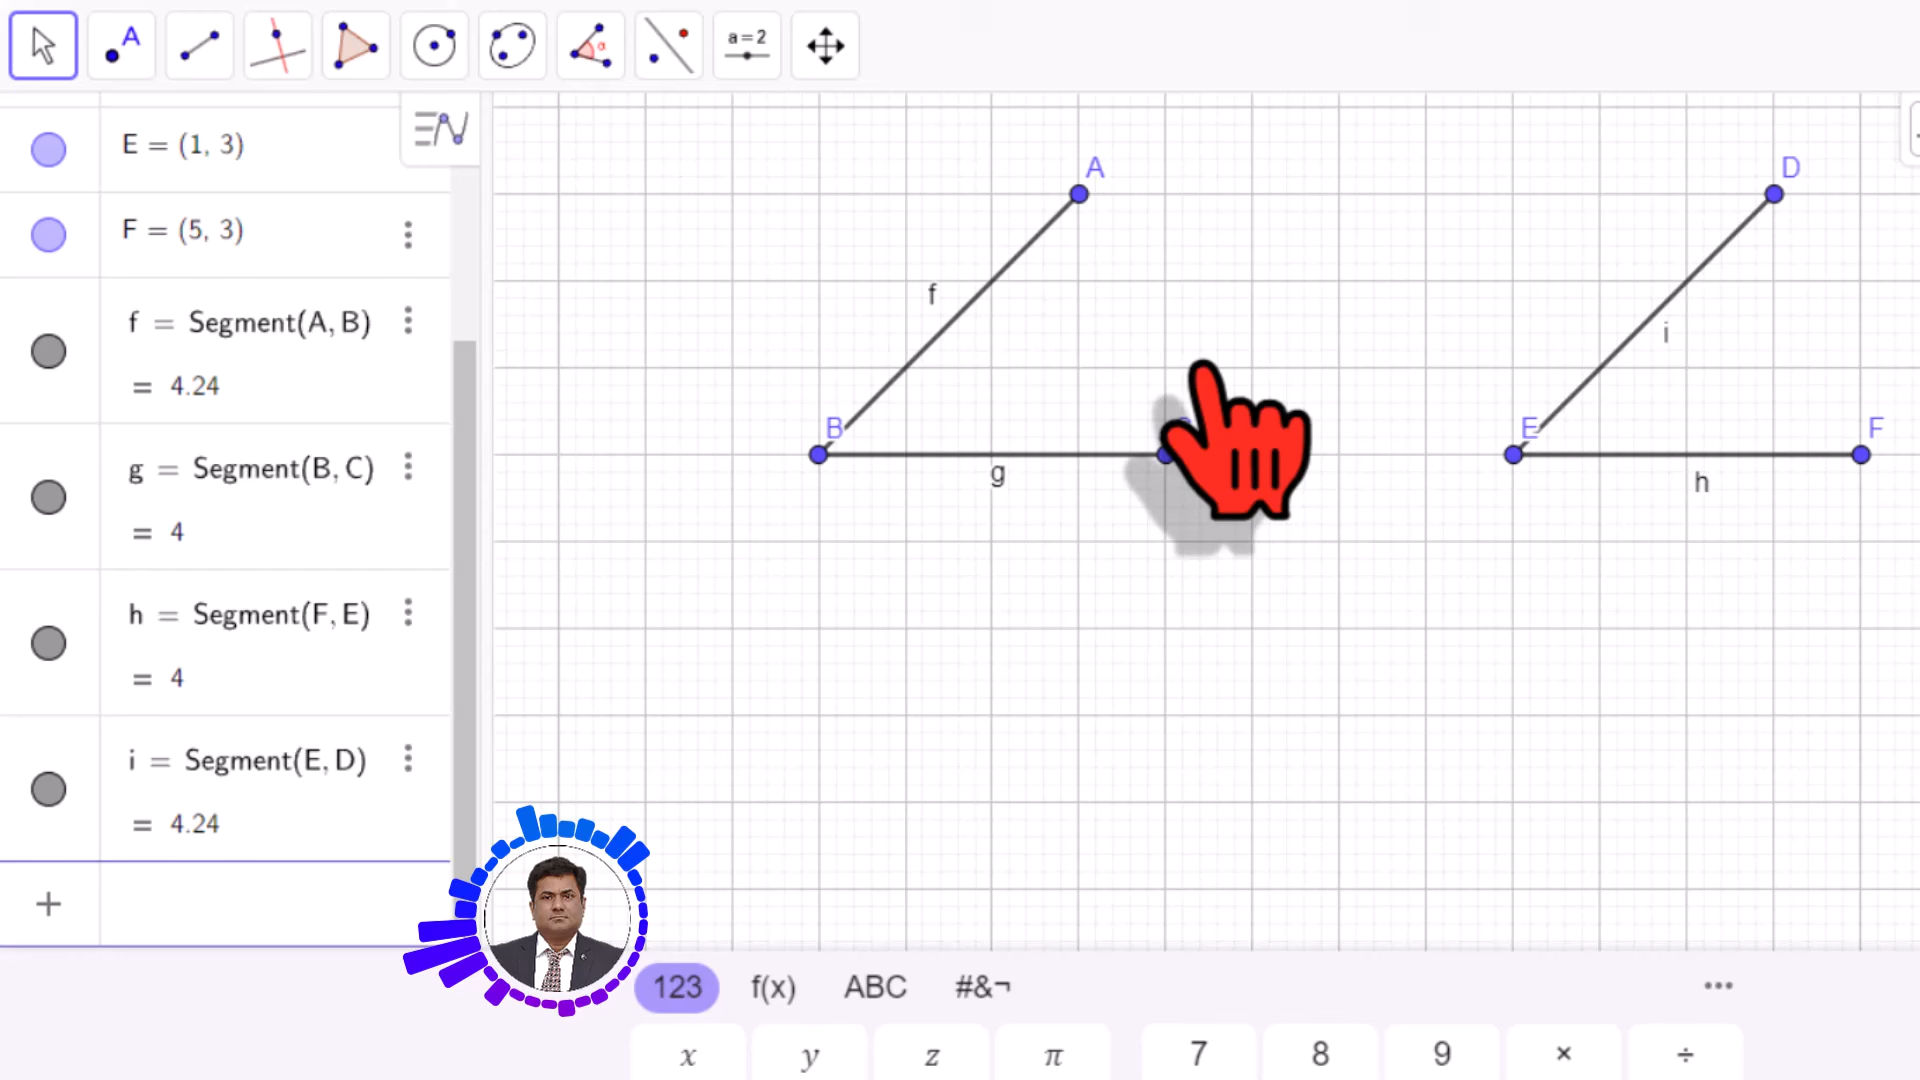 A
α
a=2
E = (1, 3)
F = (5, 3)
f = Segment(A, B)
= 4.24
g = Segment(B, C)
= 4
h = Segment(F, E)
= 4
i = Segment(E, D)
= 4.24
+
A
D
f
i
B
E
F
g
h
123 f(x) ABC #&¬ •••
x y z π 7 8 9 × ÷